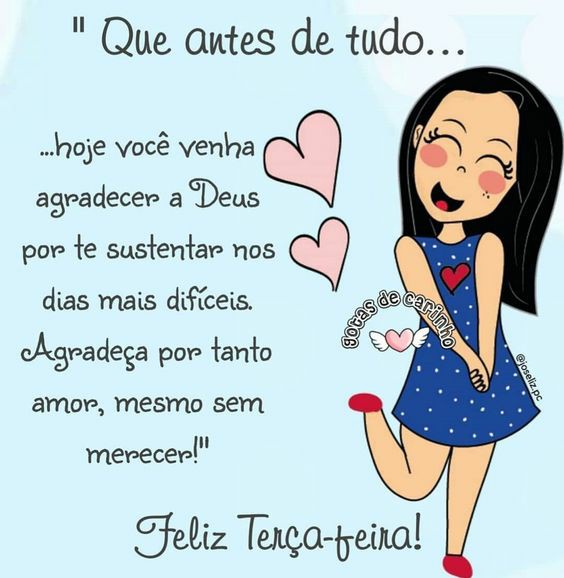 " Que antes de tudo...
...hoje você venha
agradecer a Deus
por te sustentar nos
dias mais difíceis.
Agradeça por tanto
amor, mesmo sem
merecer!"
gotas de carinho
@joseliz.pc
Feliz Terça-feira!